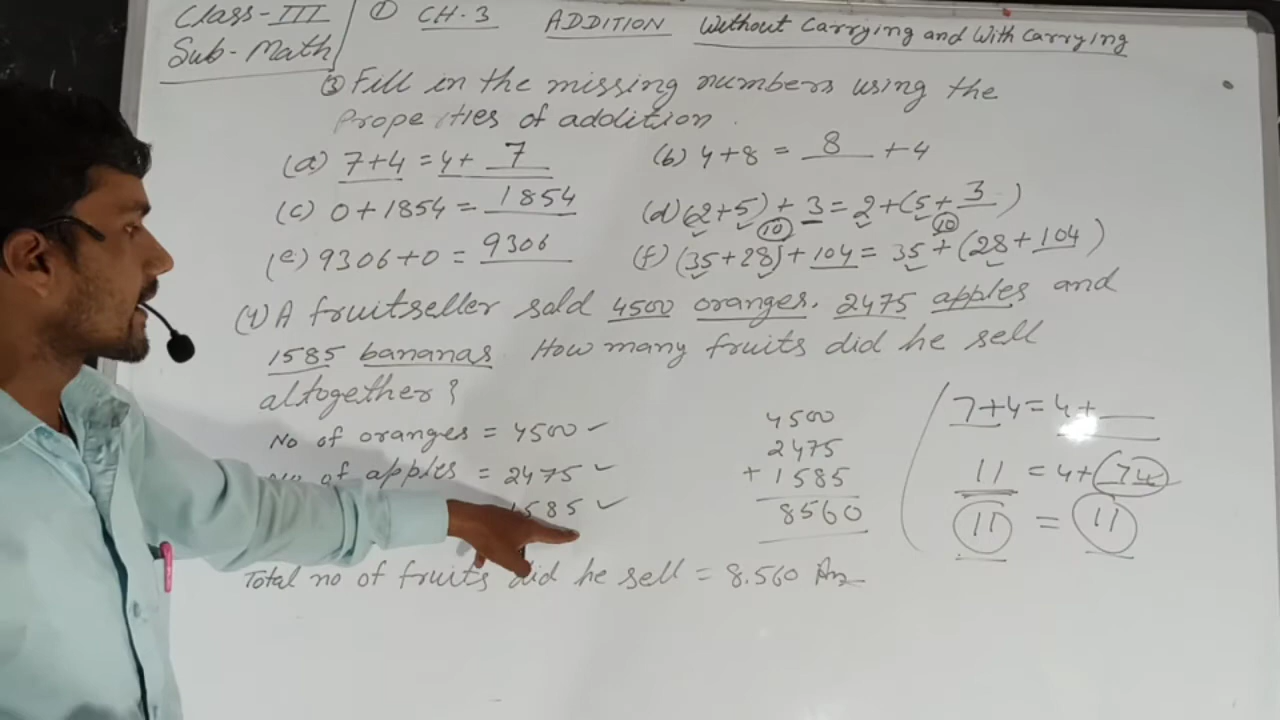 Class-III ① CH.3 ADDITION Without Carrying and With Carrying
Sub-Math
③ Fill in the missing numbers using the
Properties of addition.
(a) 7+4 = 4+ 7 (b) 4+8 = 8 +4
(c) 0+1854 = 1854 (d) (2+5)+3 = 2+(5+3)
10 10
(e) 9306+0 = 9306 (f) (35+28)+104 = 35+(28+104)
(4) A fruitseller sold 4500 oranges. 2475 apples and
1585 bananas How many fruits did he sell
altogether?
No of oranges = 4500 ✓
of apples = 2475 ✓
1585 ✓
4500
2475
+ 1585
8560
7+4 = 4+ __
11 = 4+
11 = 11
Total no of fruits did he sell = 8.560 Ans